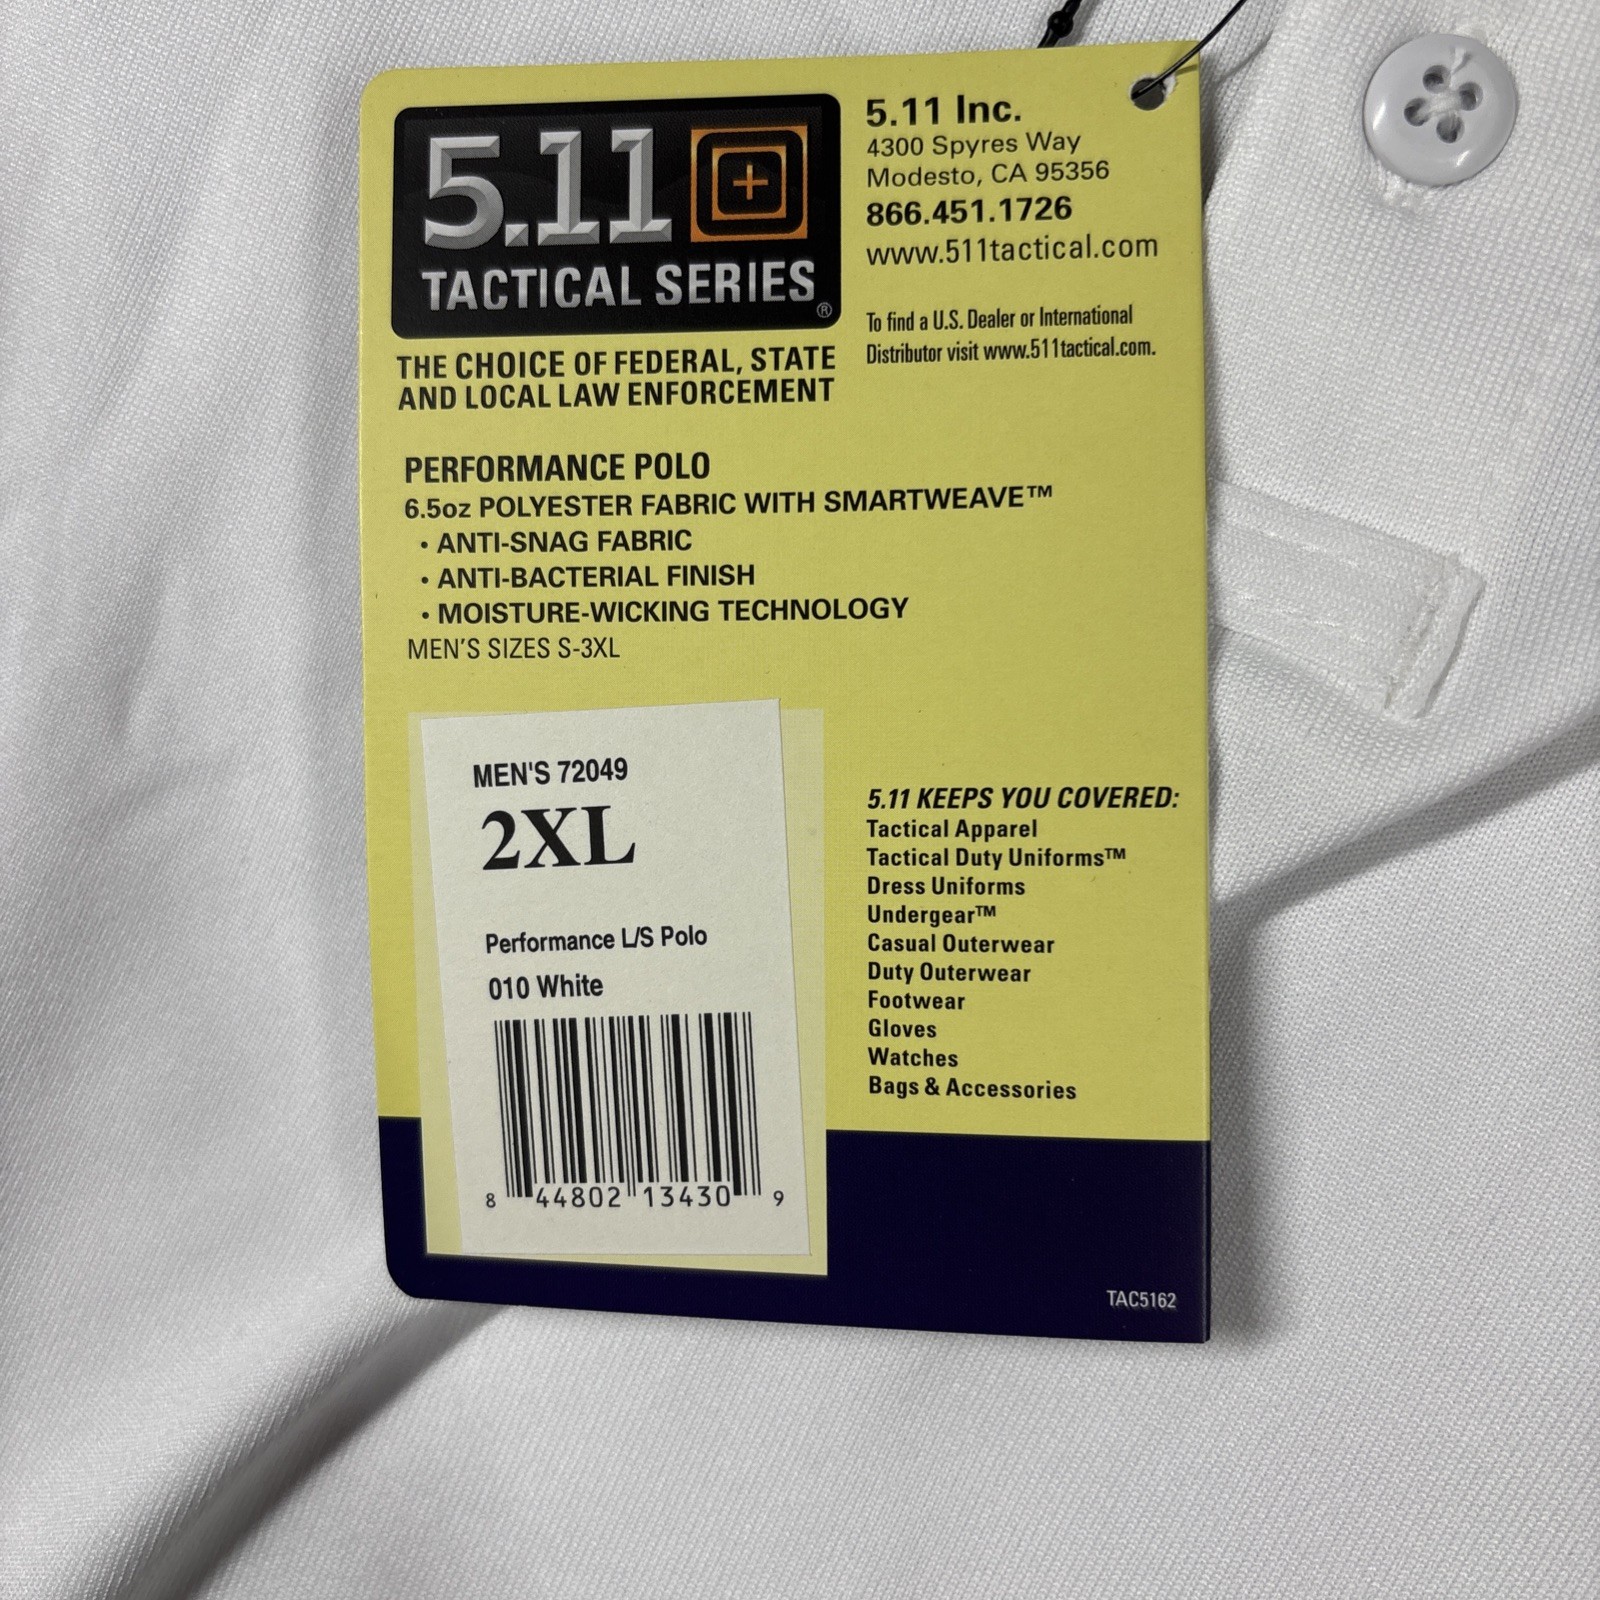 5.11
TACTICAL SERIES®
THE CHOICE OF FEDERAL, STATE
AND LOCAL LAW ENFORCEMENT
5.11 Inc.
4300 Spyres Way
Modesto, CA 95356
866.451.1726
www.511tactical.com
To find a U.S. Dealer or International
Distributor visit www.511tactical.com.
PERFORMANCE POLO
6.5oz POLYESTER FABRIC WITH SMARTWEAVE™
• ANTI-SNAG FABRIC
• ANTI-BACTERIAL FINISH
• MOISTURE-WICKING TECHNOLOGY
MEN'S SIZES S-3XL
MEN'S 72049
2XL
Performance L/S Polo
010 White
8 44802 13430 9
5.11 KEEPS YOU COVERED:
Tactical Apparel
Tactical Duty Uniforms™
Dress Uniforms
Undergear™
Casual Outerwear
Duty Outerwear
Footwear
Gloves
Watches
Bags & Accessories
TAC5162